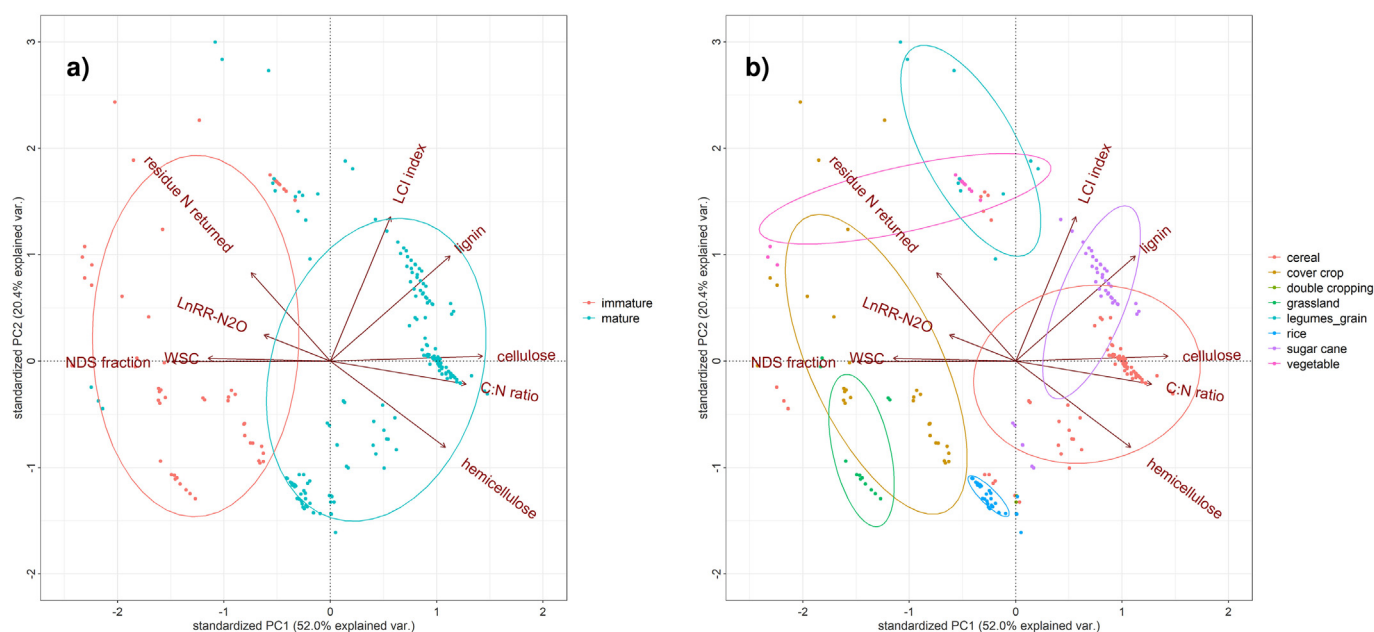 a)
3
2
1
0
-1
-2
standardized PC2 (20.4% explained var.)
residue N returned
LCI index
lignin
LnRR-N2O
NDS fraction
WSC
cellulose
C:N ratio
hemicellulose
-2
-1
0
1
2
standardized PC1 (52.0% explained var.)
immature
mature
b)
3
2
1
0
-1
-2
standardized PC2 (20.4% explained var.)
residue N returned
LCI index
lignin
LnRR-N2O
NDS fraction
WSC
cellulose
C:N ratio
hemicellulose
-2
-1
0
1
2
standardized PC1 (52.0% explained var.)
cereal
cover crop
double cropping
grassland
legumes_grain
rice
sugar cane
vegetable